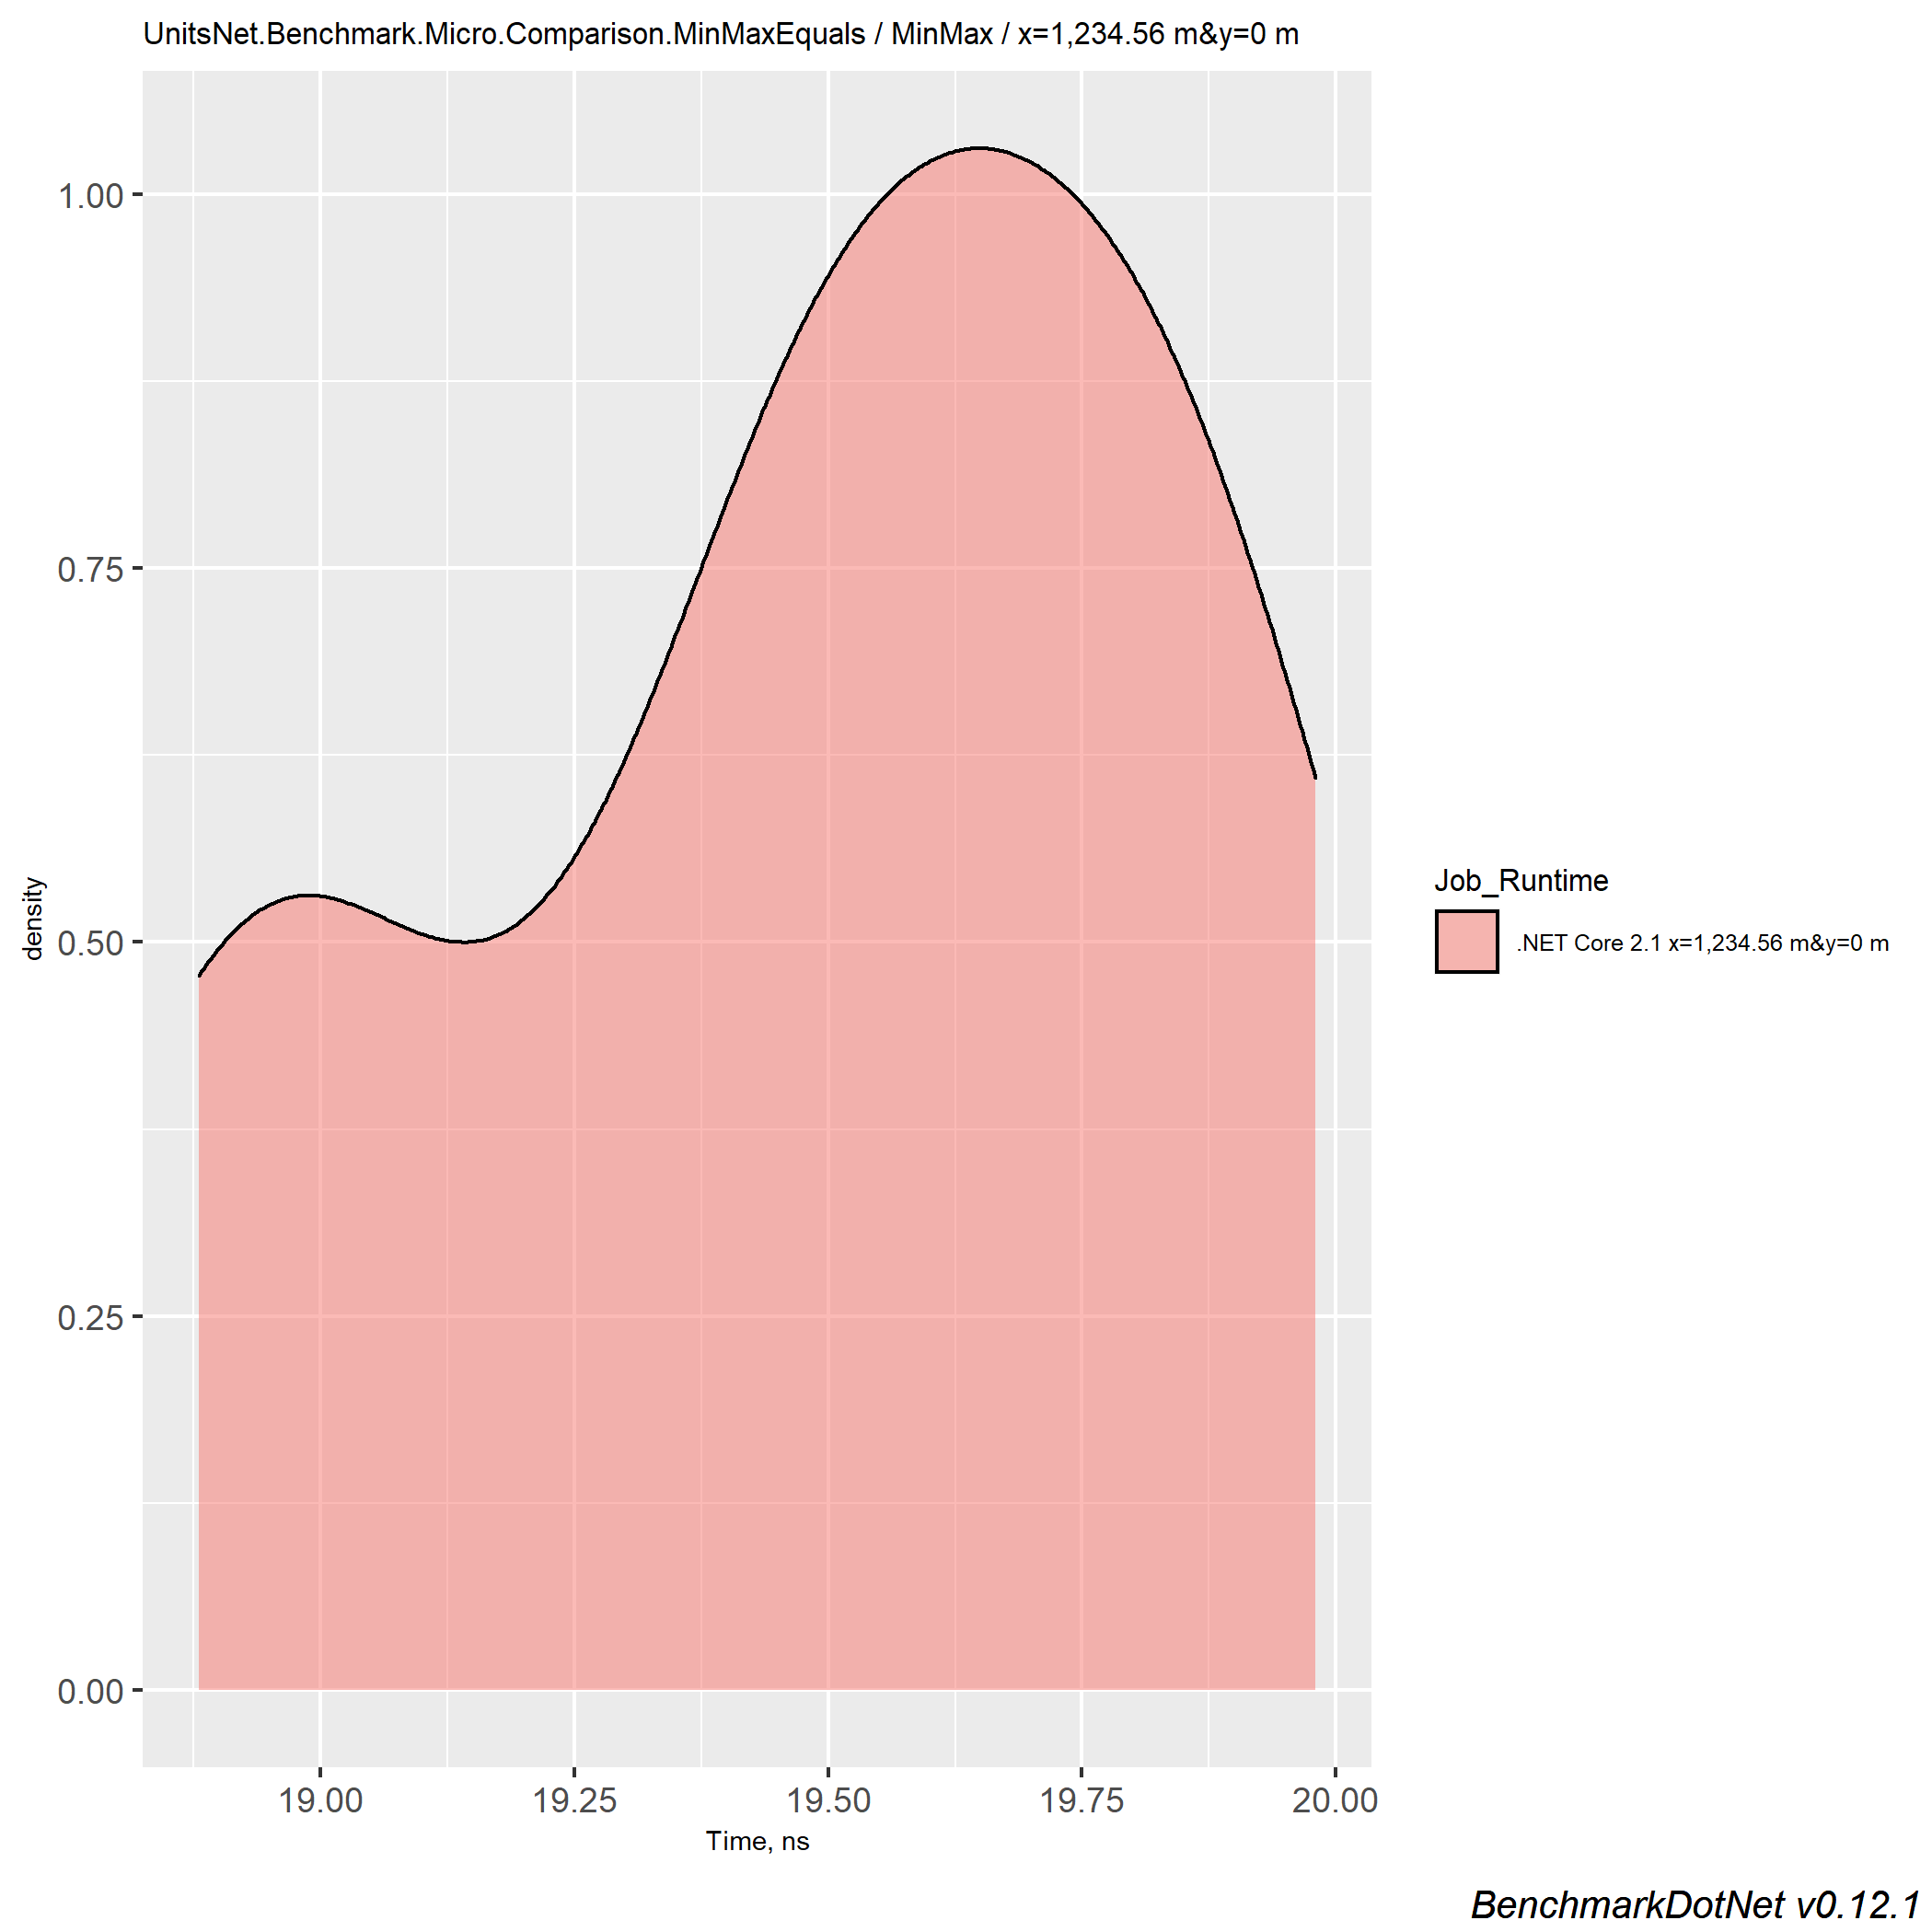 UnitsNet.Benchmark.Micro.Comparison.MinMaxEquals / MinMax / x=1,234.56 m&y=0 m
1.00
0.75
0.50
0.25
0.00
density
19.00 19.25 19.50 19.75 20.00
Time, ns
Job_Runtime
.NET Core 2.1 x=1,234.56 m&y=0 m
BenchmarkDotNet v0.12.1